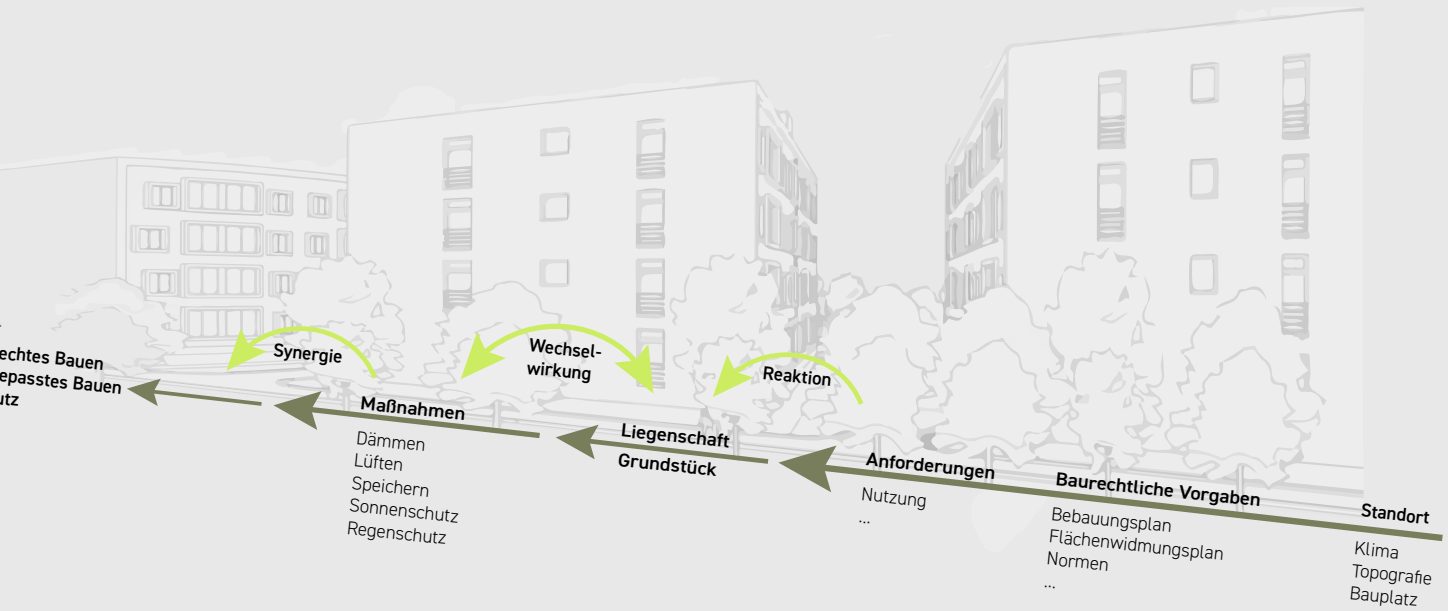 echtes Bauen
epasstes Bauen
utz
Synergie
Maßnahmen
Dämmen
Lüften
Speichern
Sonnenschutz
Regenschutz
Wechsel-
wirkung
Liegenschaft
Grundstück
Reaktion
Anforderungen
Nutzung
...
Baurechtliche Vorgaben
Bebauungsplan
Flächenwidmungsplan
Normen
...
Standort
Klima
Topografie
Bauplatz